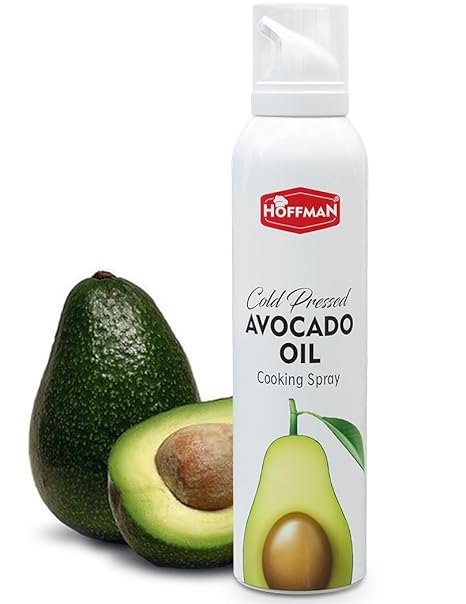 HOFFMAN®
Cold Pressed
AVOCADO
OIL
Cooking Spray